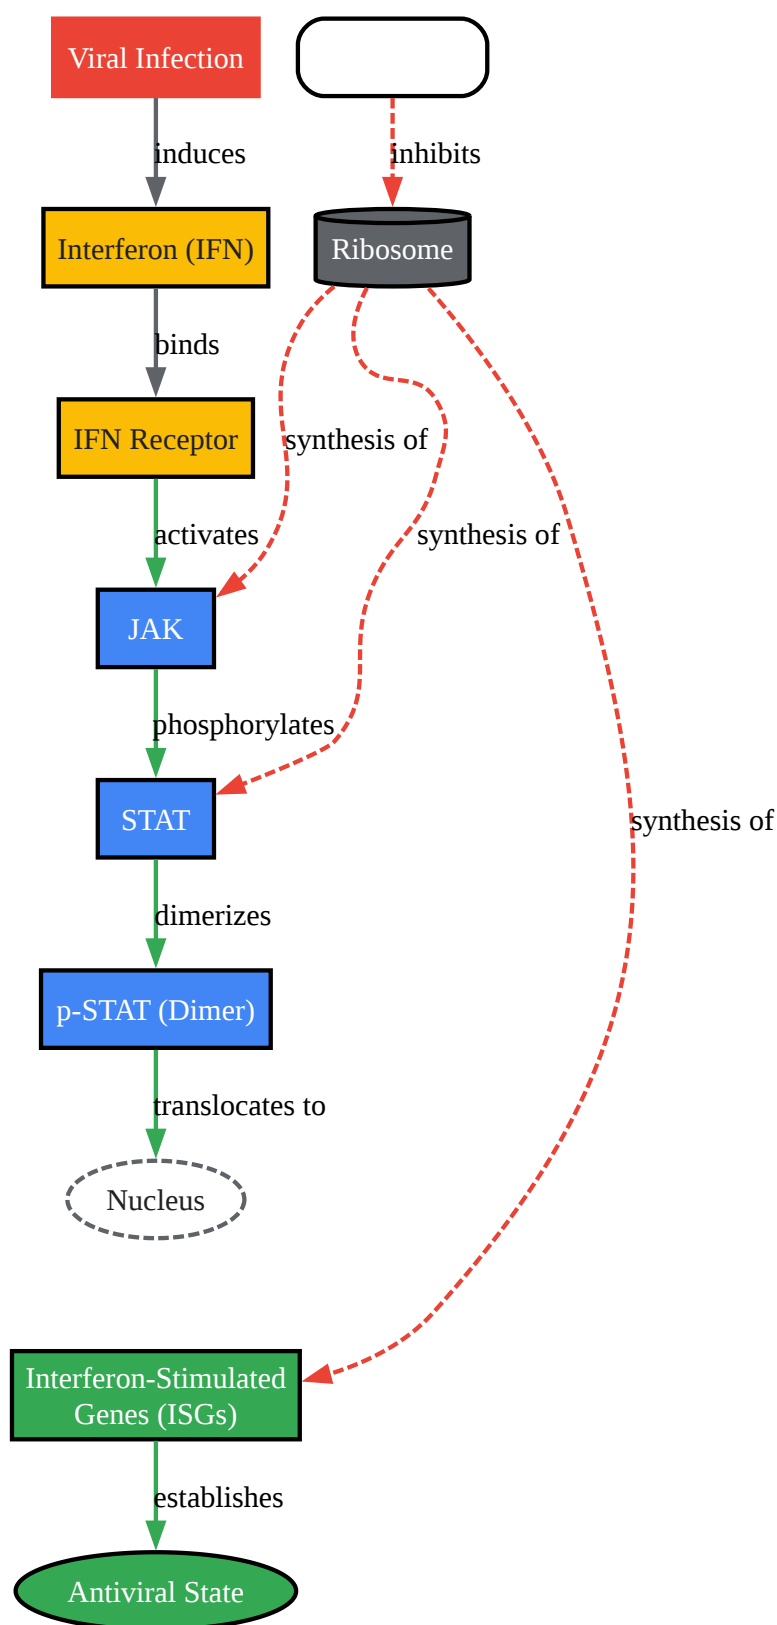 Viral Infection
induces
inhibits
Interferon (IFN)
Ribosome
binds
IFN Receptor
synthesis of
activates
synthesis of
JAK
phosphorylates
STAT
synthesis of
dimerizes
p-STAT (Dimer)
translocates to
Nucleus
Interferon-Stimulated
Genes (ISGs)
establishes
Antiviral State